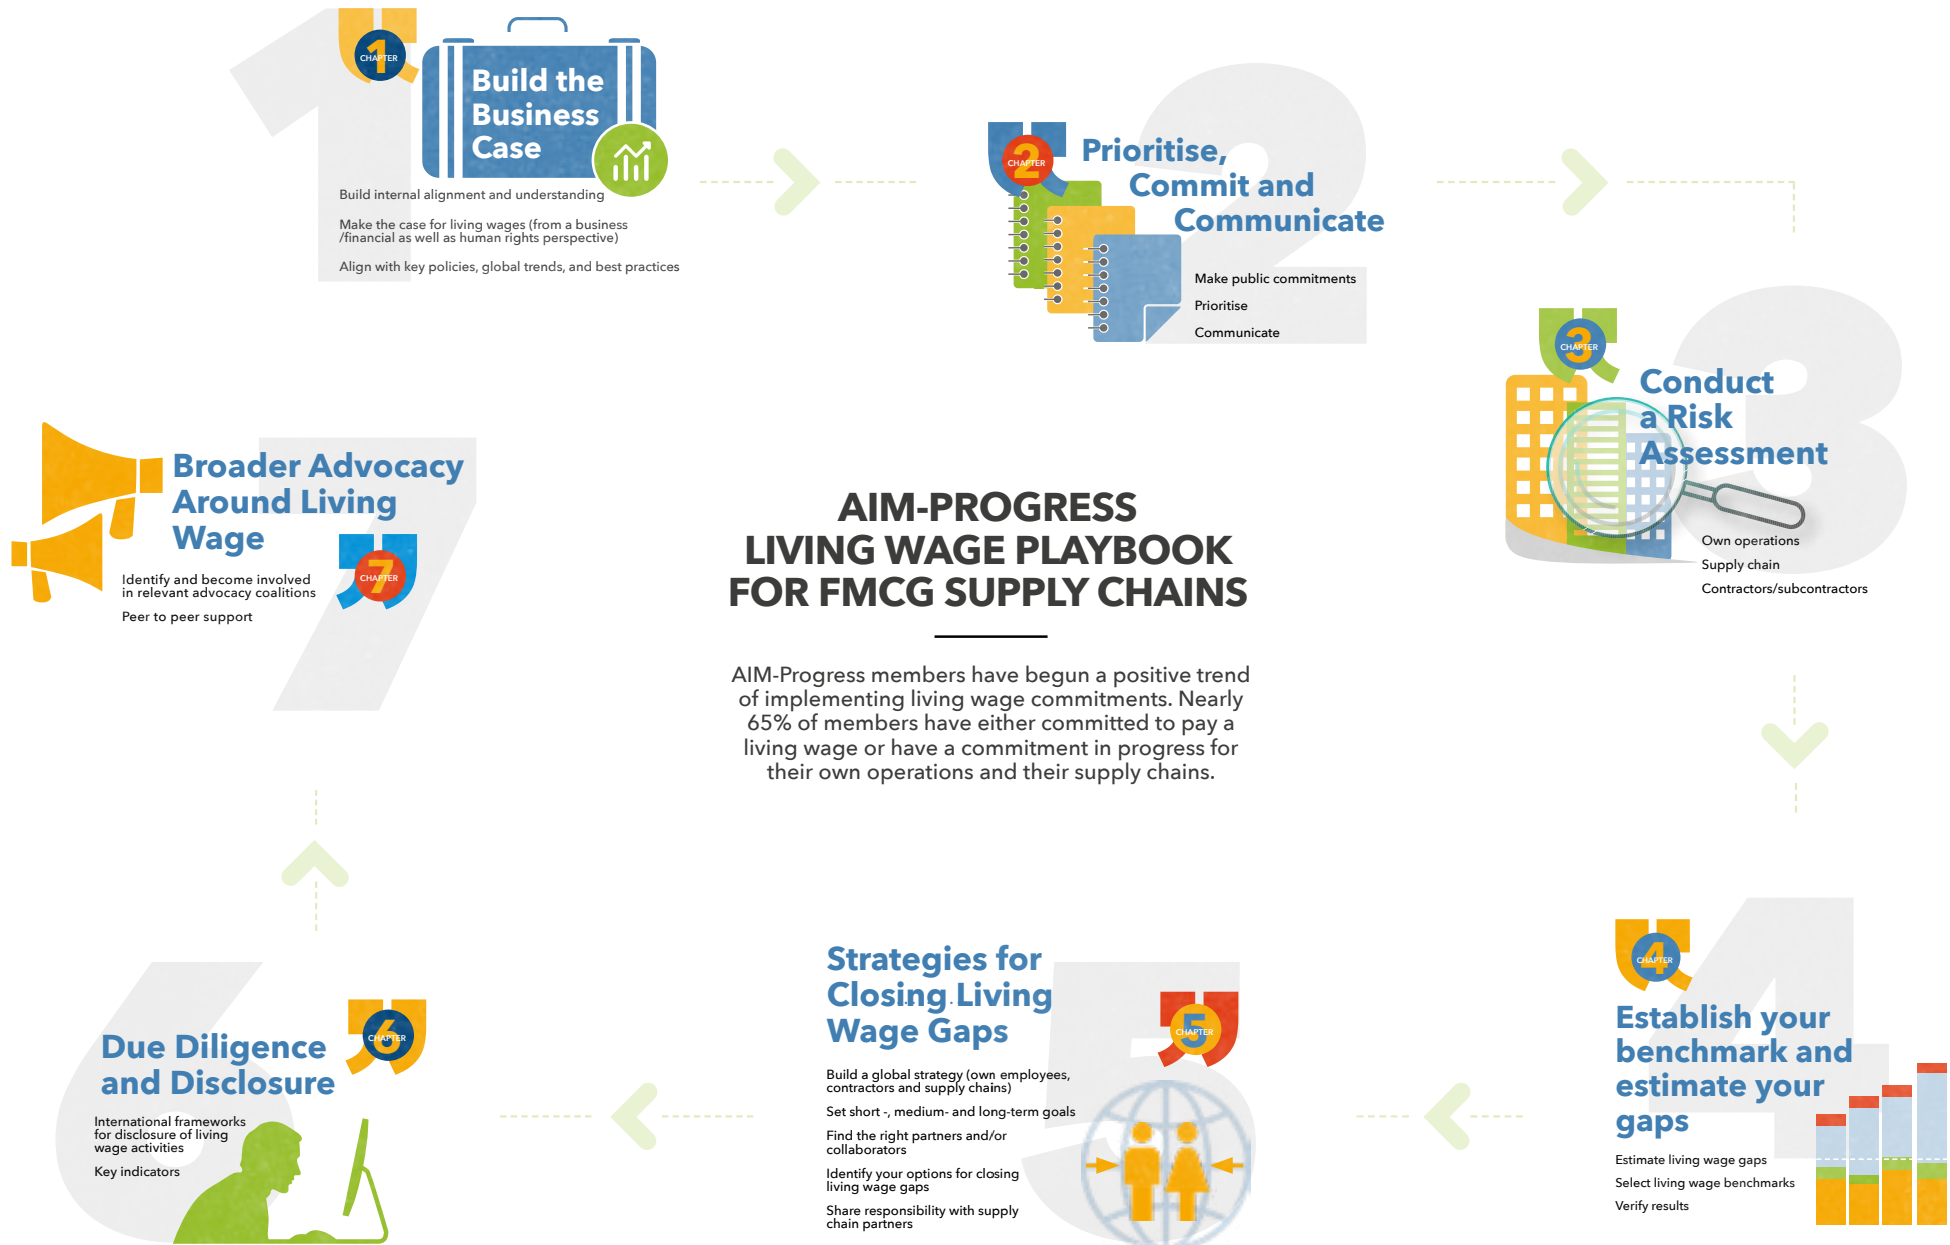 1
CHAPTER
Build the
Business
Case
Build internal alignment and understanding
Make the case for living wages (from a business
/financial as well as human rights perspective)
Align with key policies, global trends, and best practices
2
CHAPTER
Prioritise,
Commit and
Communicate
Make public commitments
Prioritise
Communicate
3
CHAPTER
Conduct
a Risk
Assessment
Own operations
Supply chain
Contractors/subcontractors
AIM-PROGRESS
LIVING WAGE PLAYBOOK
FOR FMCG SUPPLY CHAINS
AIM-Progress members have begun a positive trend
of implementing living wage commitments. Nearly
65% of members have either committed to pay a
living wage or have a commitment in progress for
their own operations and their supply chains.
4
CHAPTER
Establish your
benchmark and
estimate your
gaps
Estimate living wage gaps
Select living wage benchmarks
Verify results
5
CHAPTER
Strategies for
Closing Living
Wage Gaps
Build a global strategy (own employees,
contractors and supply chains)
Set short -, medium- and long-term goals
Find the right partners and/or
collaborators
Identify your options for closing
living wage gaps
Share responsibility with supply
chain partners
6
CHAPTER
Due Diligence
and Disclosure
International frameworks
for disclosure of living
wage activities
Key indicators
7
CHAPTER
Broader Advocacy
Around Living
Wage
Identify and become involved
in relevant advocacy coalitions
Peer to peer support